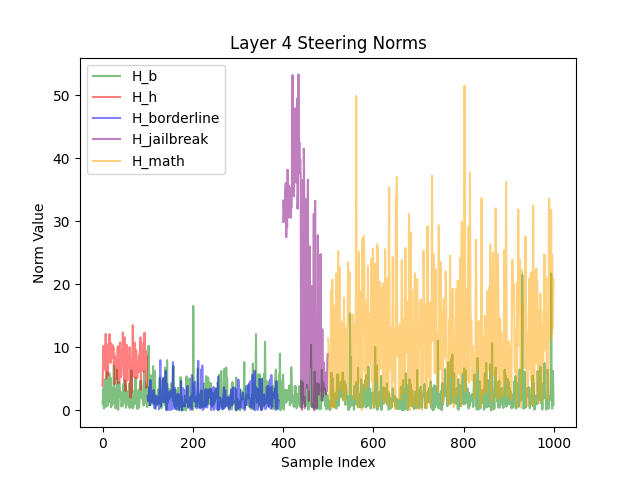 Layer 4 Steering Norms
H_b
H_h
H_borderline
H_jailbreak
H_math
Norm Value
50
40
30
20
10
0
0
200
400
600
800
1000
Sample Index